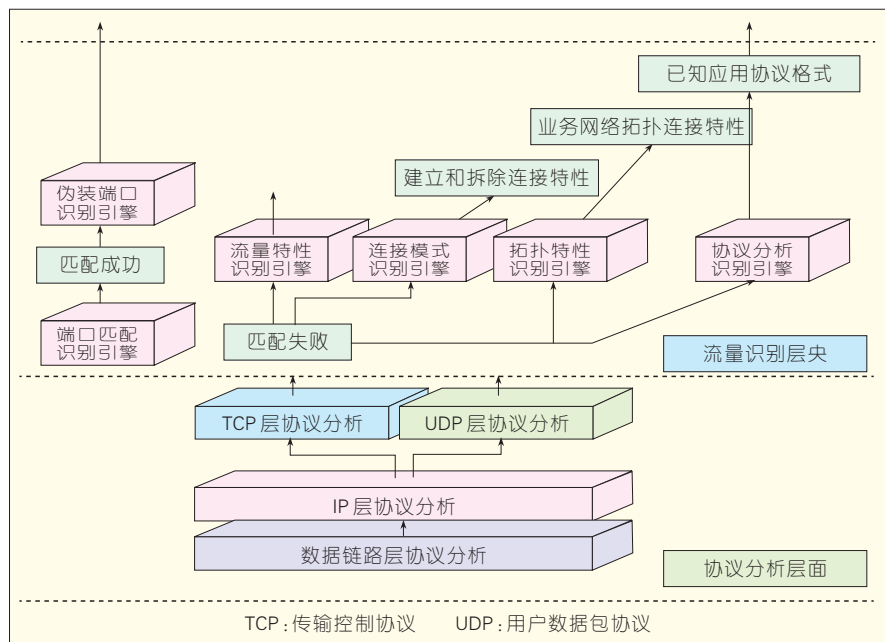 已知应用协议格式
业务网络拓扑连接特性
建立和拆除连接特性
伪装端口
识别引擎
匹配成功
端口匹配
识别引擎
流量特性
识别引擎
连接模式
识别引擎
拓扑特性
识别引擎
协议分析
识别引擎
匹配失败
流量识别层央
TCP 层协议分析
UDP 层协议分析
IP 层协议分析
数据链路层协议分析
协议分析层面
TCP:传输控制协议 UDP:用户数据包协议